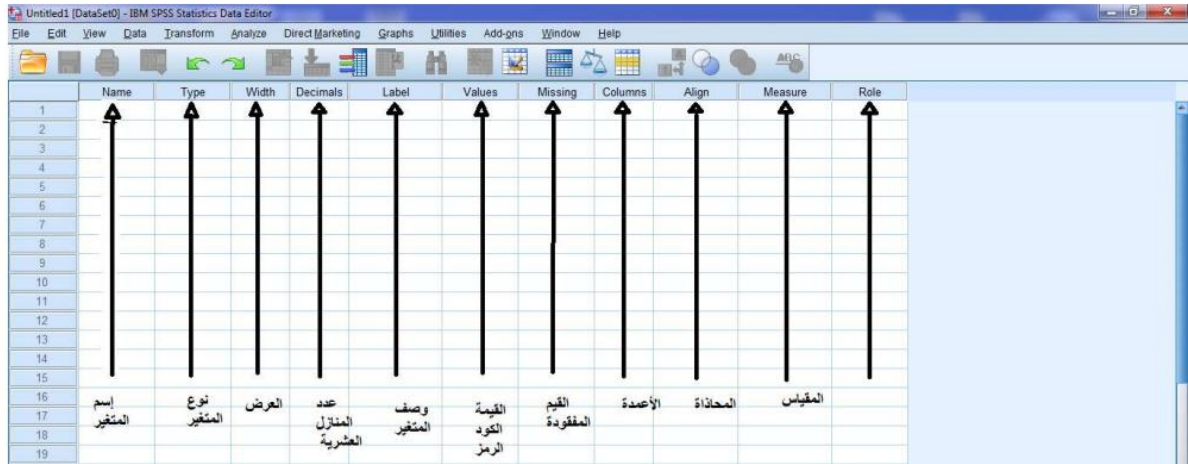 Untitled1 [DataSet0] - IBM SPSS Statistics Data Editor
File Edit View Data Transform Analyze Direct Marketing Graphs Utilities Add-ons Window Help
Name Type Width Decimals Label Values Missing Columns Align Measure Role
1
2
3
4
5
6
7
8
9
10
11
12
13
14
15
16
17
18
19
إسم
المتغير
نوع
المتغير
العرض
عدد
المنازل
العشرية
وصف
المتغير
القيمة
الكود
الرمز
القيم
المفقودة
الأعمدة
المحاذاة
المقياس